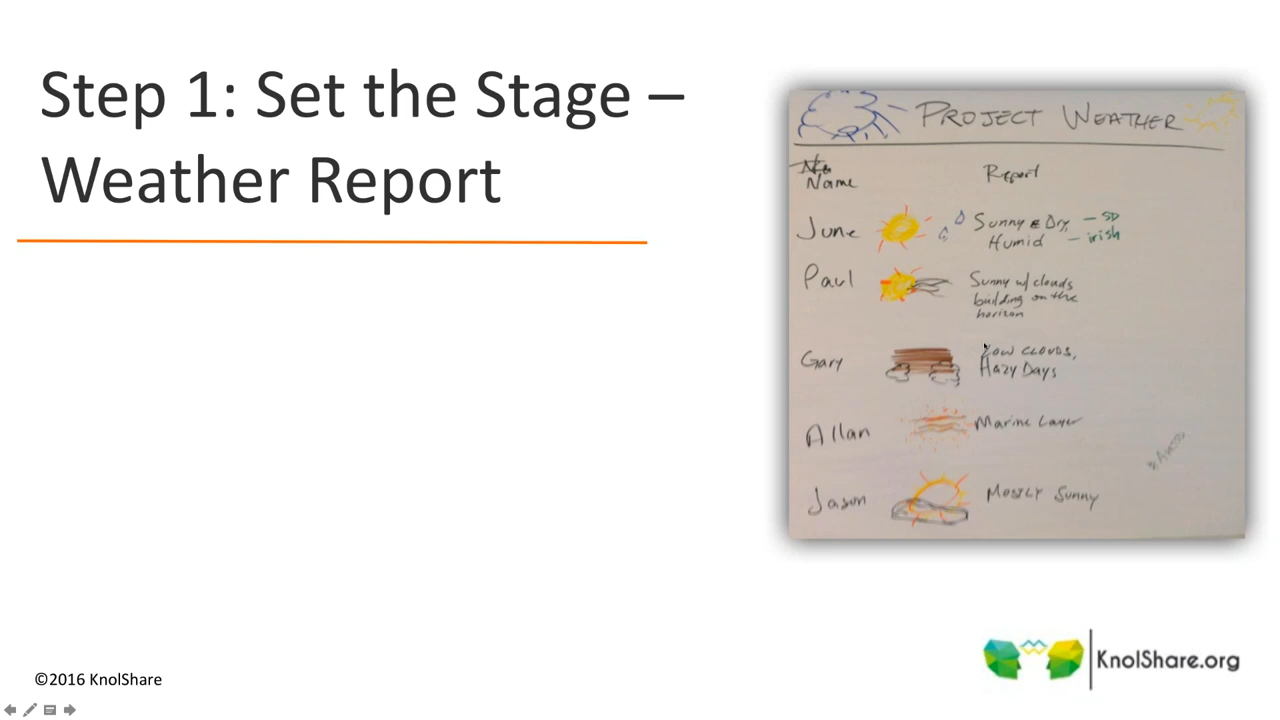 Step 1: Set the Stage –
Weather Report
PROJECT WEATHER
Name
Report
June
Sunny & Dry, – SD
Humid – irish
Paul
Sunny w/ clouds
building on the
horizon
Gary
LOW CLOUDS,
HAZY DAYS
Allan
Marine Layer
Jason
MOSTLY SUNNY
KnolShare.org
©2016 KnolShare